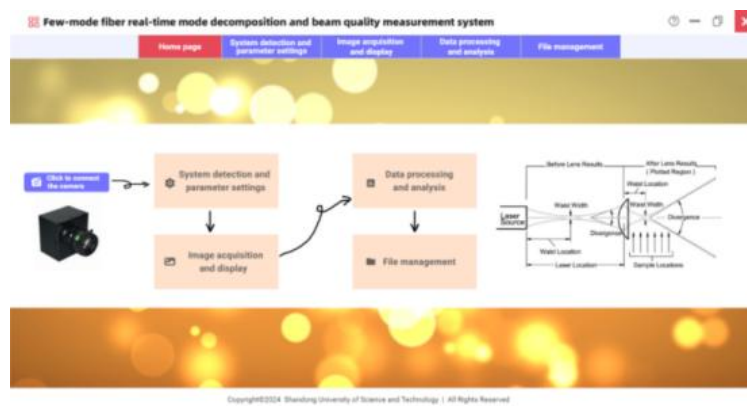 Few-mode fiber real-time mode decomposition and beam quality measurement system
Home page
System detection and
parameter settings
Image acquisition
and display
Data processing
and analysis
File management
Click to connect
the camera
System detection and
parameter settings
Image acquisition
and display
Data processing
and analysis
File management
Before Lens Results
After Lens Results
( Plotted Region )
Waist Location
Waist Width
Waist Width
Laser
Source
Divergence
Divergence
Waist Location
Laser Location
Sample Locations
Copyright©2024 Shandong University of Science and Technology | All Rights Reserved